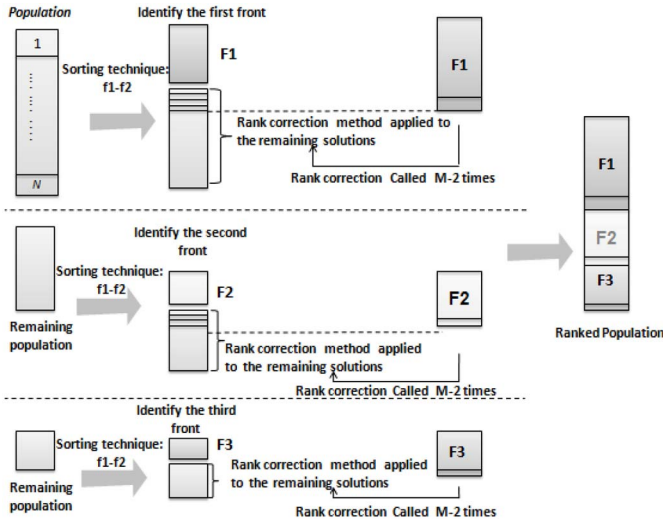 Population
Identify the first front
1
N
Sorting technique:
f1-f2
F1
Rank correction method applied to
the remaining solutions
Rank correction Called M-2 times
F1
Identify the second
front
Sorting technique:
f1-f2
Remaining
population
F2
Rank correction method applied
to the remaining solutions
Rank correction Called M-2 times
F2
Identify the third
front
Sorting technique:
f1-f2
Remaining
population
F3
Rank correction method applied
to the remaining solutions
Rank correction Called M-2 times
F3
F1
F2
F3
Ranked Population